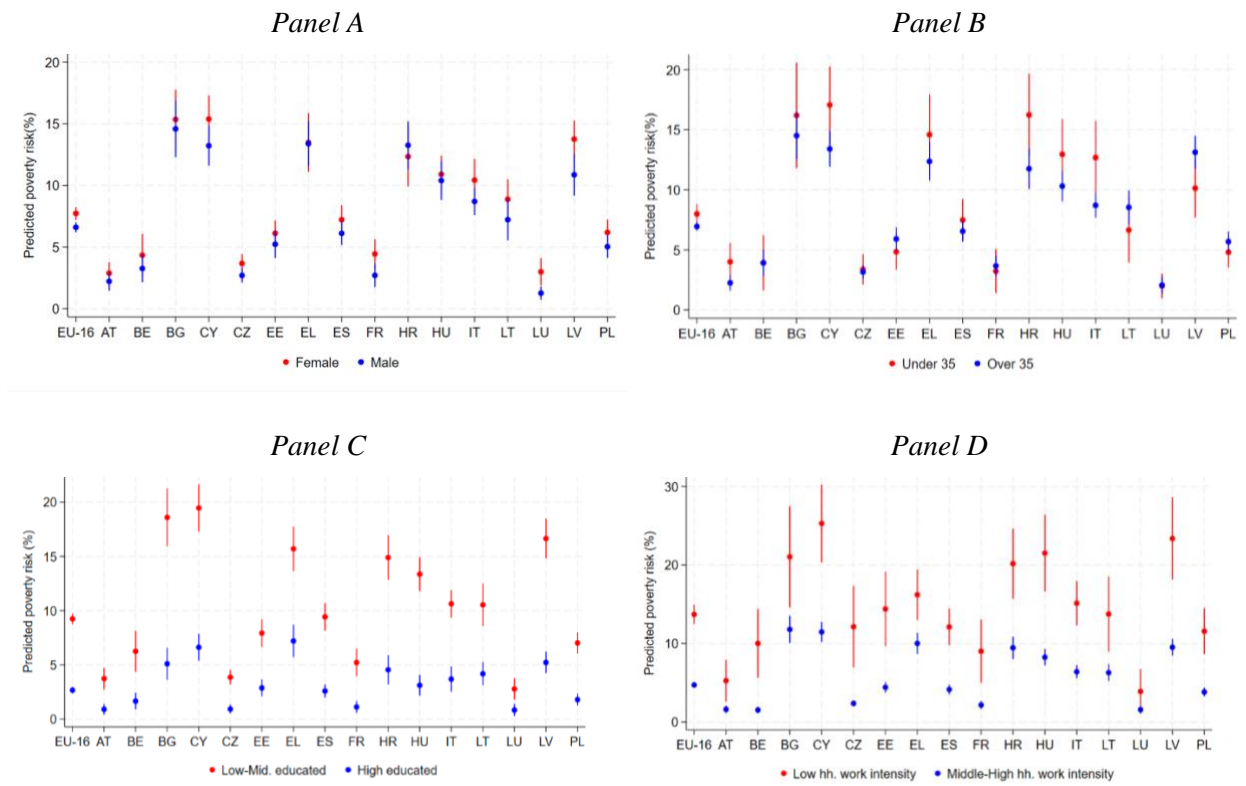 Panel A
Predicted poverty risk(%)
20
15
10
5
0
EU-16 AT BE BG CY CZ EE EL ES FR HR HU IT LT LU LV PL
Female Male
Panel B
Predicted poverty risk(%)
20
15
10
5
0
EU-16 AT BE BG CY CZ EE EL ES FR HR HU IT LT LU LV PL
Under 35 Over 35
Panel C
Predicted poverty risk (%)
20
15
10
5
0
EU-16 AT BE BG CY CZ EE EL ES FR HR HU IT LT LU LV PL
Low-Mid. educated High educated
Panel D
Predicted poverty risk (%)
30
20
10
0
EU-16 AT BE BG CY CZ EE EL ES FR HR HU IT LT LU LV PL
Low hh. work intensity Middle-High hh. work intensity